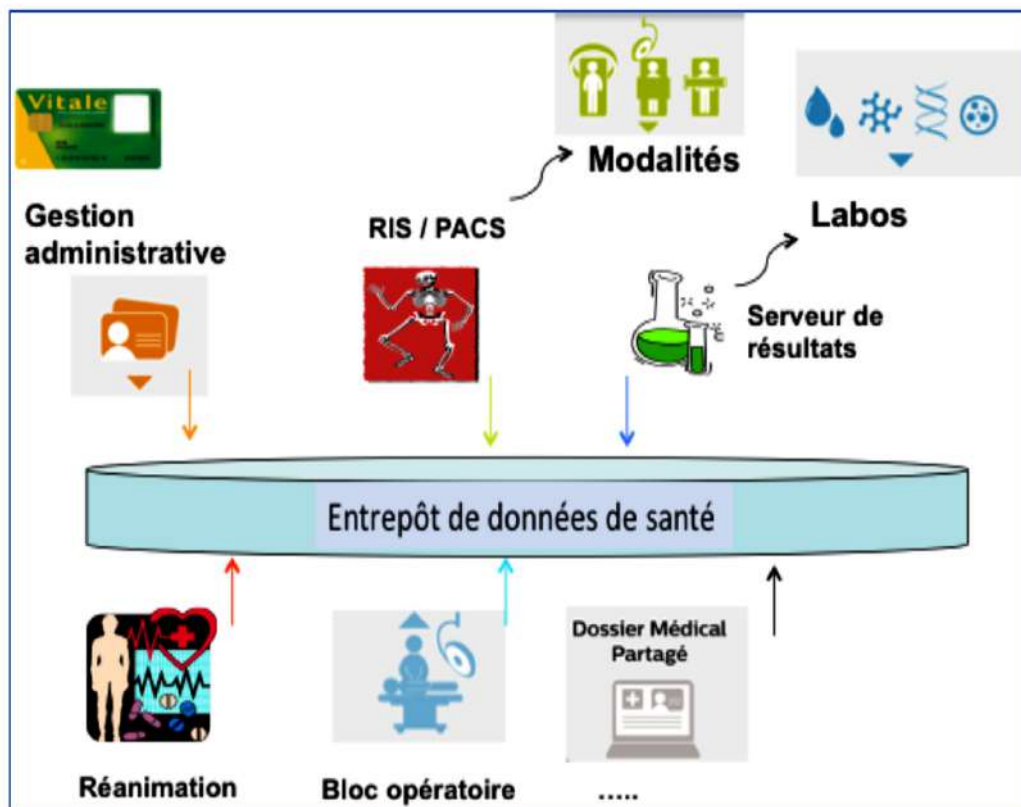 Vitale
Gestion
administrative
RIS / PACS
Modalités
Labos
Serveur de
résultats
Entrepôt de données de santé
Dossier Médical
Partagé
Réanimation
Bloc opératoire
.....